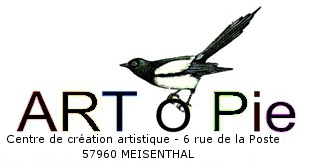 ART ô Pie
Centre de création artistique - 6 rue de la Poste
57960 MEISENTHAL